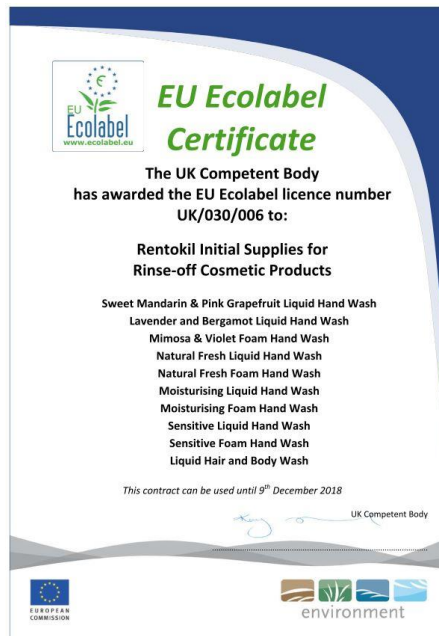 EU
Ecolabel
www.ecolabel.eu
EU Ecolabel
Certificate
The UK Competent Body
has awarded the EU Ecolabel licence number
UK/030/006 to:
Rentokil Initial Supplies for
Rinse-off Cosmetic Products
Sweet Mandarin & Pink Grapefruit Liquid Hand Wash
Lavender and Bergamot Liquid Hand Wash
Mimosa & Violet Foam Hand Wash
Natural Fresh Liquid Hand Wash
Natural Fresh Foam Hand Wash
Moisturising Liquid Hand Wash
Moisturising Foam Hand Wash
Sensitive Liquid Hand Wash
Sensitive Foam Hand Wash
Liquid Hair and Body Wash
This contract can be used until 9th December 2018
UK Competent Body
EUROPEAN
COMMISSION
environment